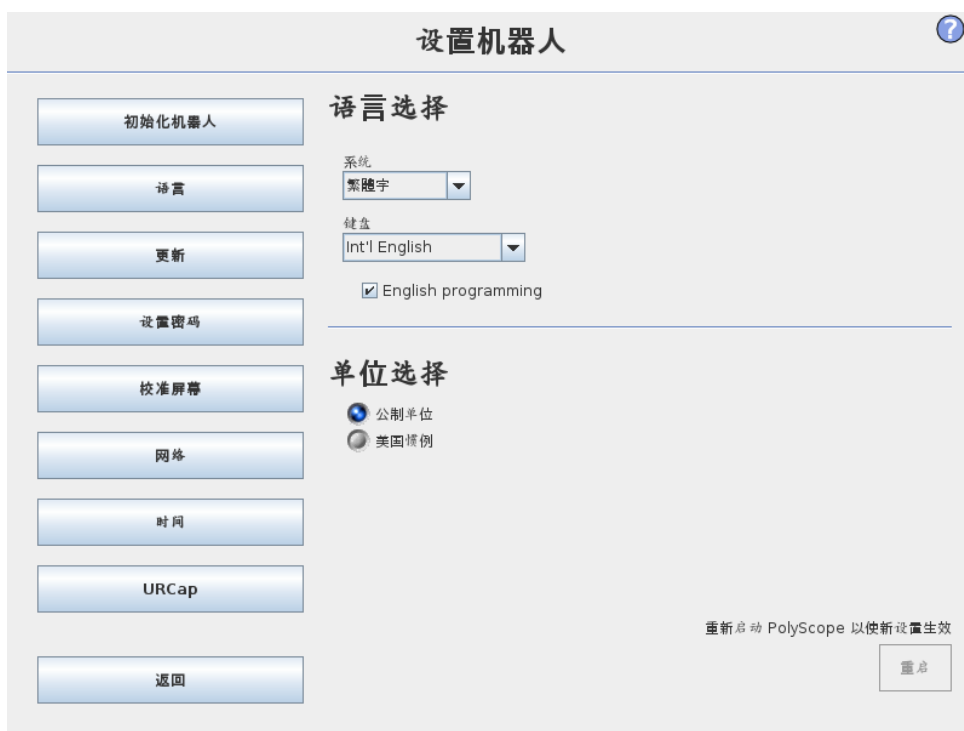 设置机器人
?
初始化机器人
语言
更新
设置密码
校准屏幕
网络
时间
URCap
返回
语言选择
系统
繁體字
键盘
Int'l English
English programming
单位选择
公制单位
美国惯例
重新启动 PolyScope 以使新设置生效
重启